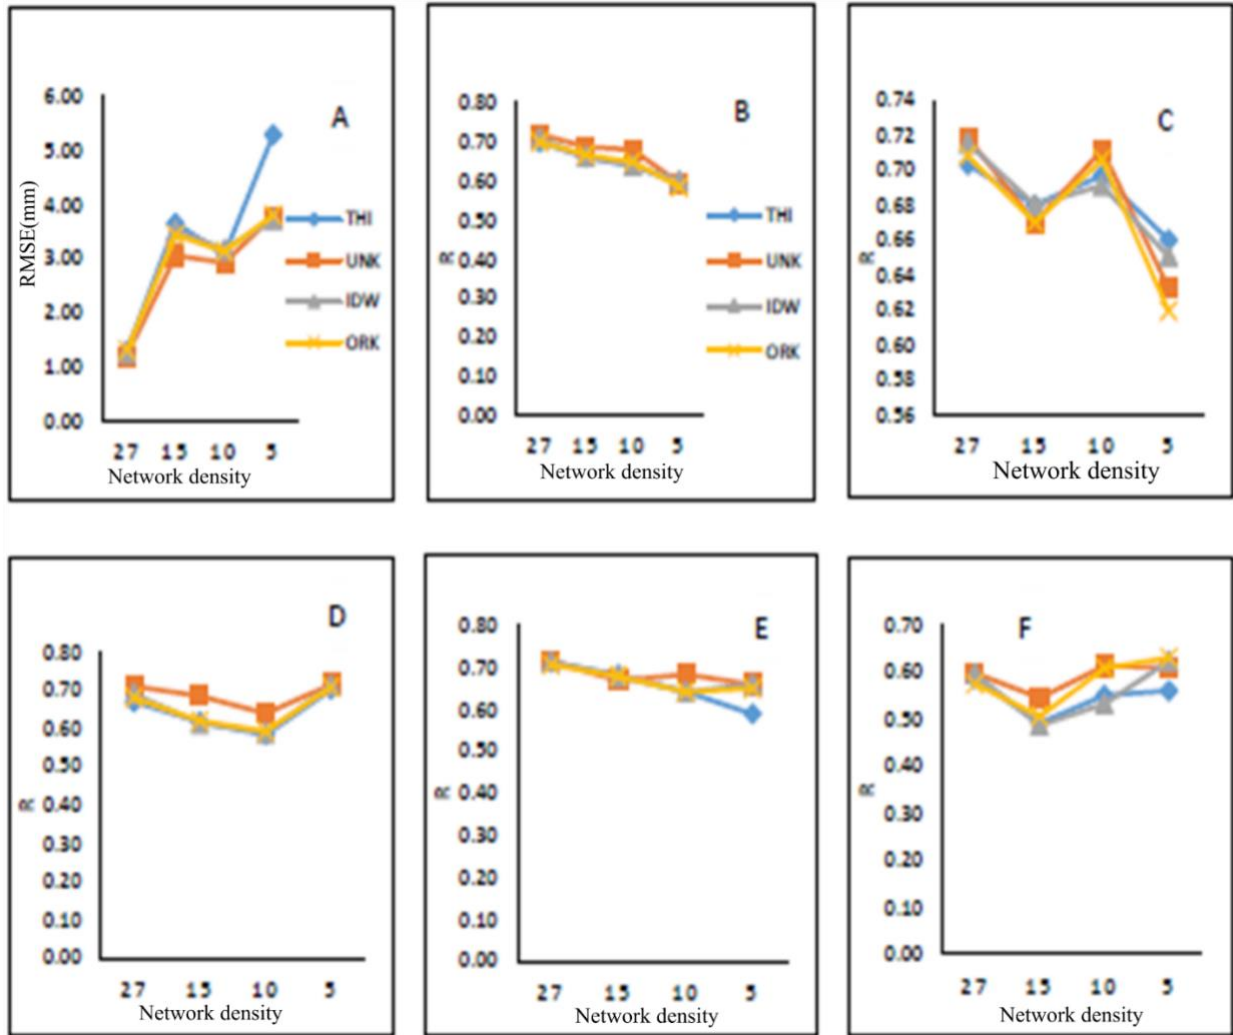 A
6.00
5.00
4.00
3.00
2.00
1.00
0.00
RMSE(mm)
THI
UNK
IDW
ORK
27 15 10 5
Network density
B
0.80
0.70
0.60
0.50
0.40
0.30
0.20
0.10
0.00
R
THI
UNK
IDW
ORK
27 15 10 5
Network density
C
0.74
0.72
0.70
0.68
0.66
0.64
0.62
0.60
0.58
0.56
R
27 15 10 5
Network density
D
0.80
0.70
0.60
0.50
0.40
0.30
0.20
0.10
0.00
R
27 15 10 5
Network density
E
0.80
0.70
0.60
0.50
0.40
0.30
0.20
0.10
0.00
R
27 15 10 5
Network density
F
0.70
0.60
0.50
0.40
0.30
0.20
0.10
0.00
R
27 15 10 5
Network density